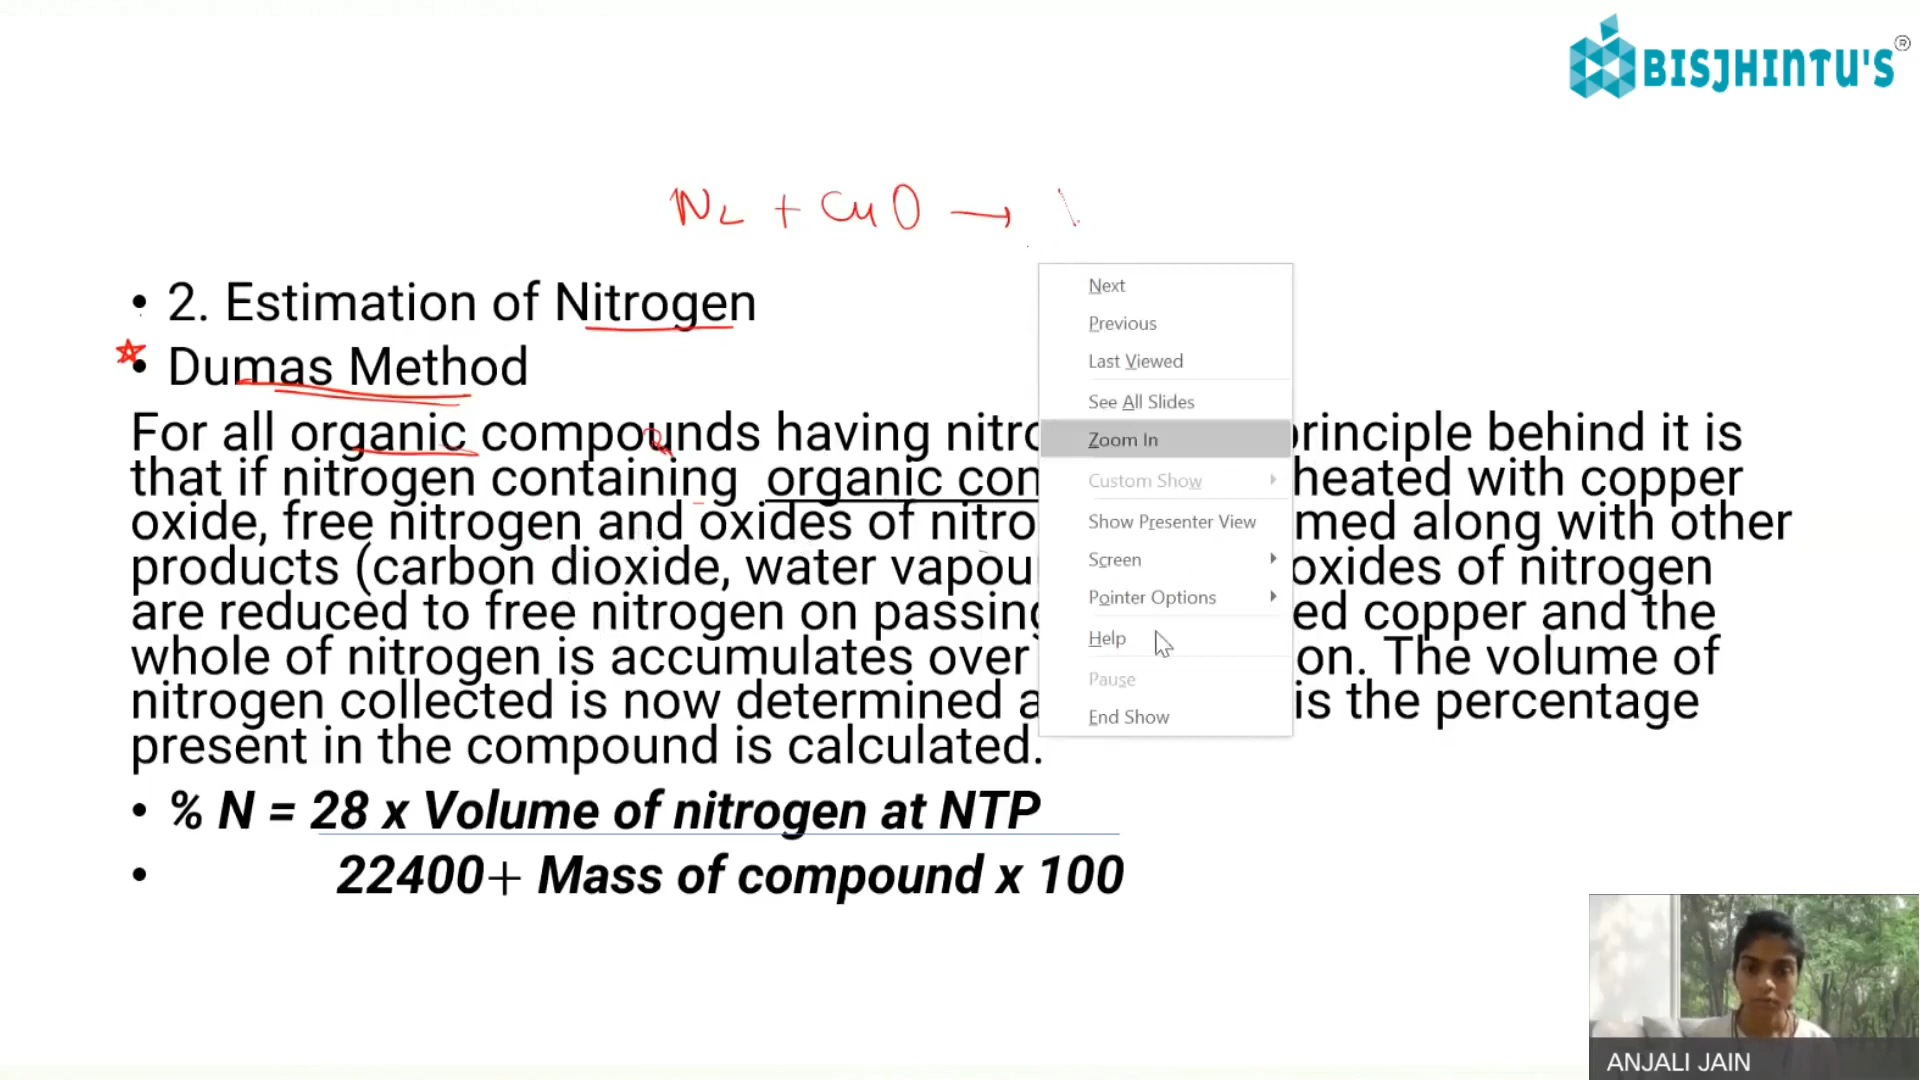 BISJHINTU'S®
N2 + CuO →
• 2. Estimation of Nitrogen
• Dumas Method
For all organic compounds having nitro
principle behind it is
that if nitrogen containing organic con
heated with copper
oxide, free nitrogen and oxides of nitro
med along with other
products (carbon dioxide, water vapou
oxides of nitrogen
are reduced to free nitrogen on passing
ed copper and the
whole of nitrogen is accumulates over
on. The volume of
nitrogen collected is now determined a
is the percentage
present in the compound is calculated.
• % N = 28 x Volume of nitrogen at NTP
• 22400+ Mass of compound x 100
Next
Previous
Last Viewed
See All Slides
Zoom In
Custom Show
Show Presenter View
Screen
Pointer Options
Help
Pause
End Show
ANJALI JAIN